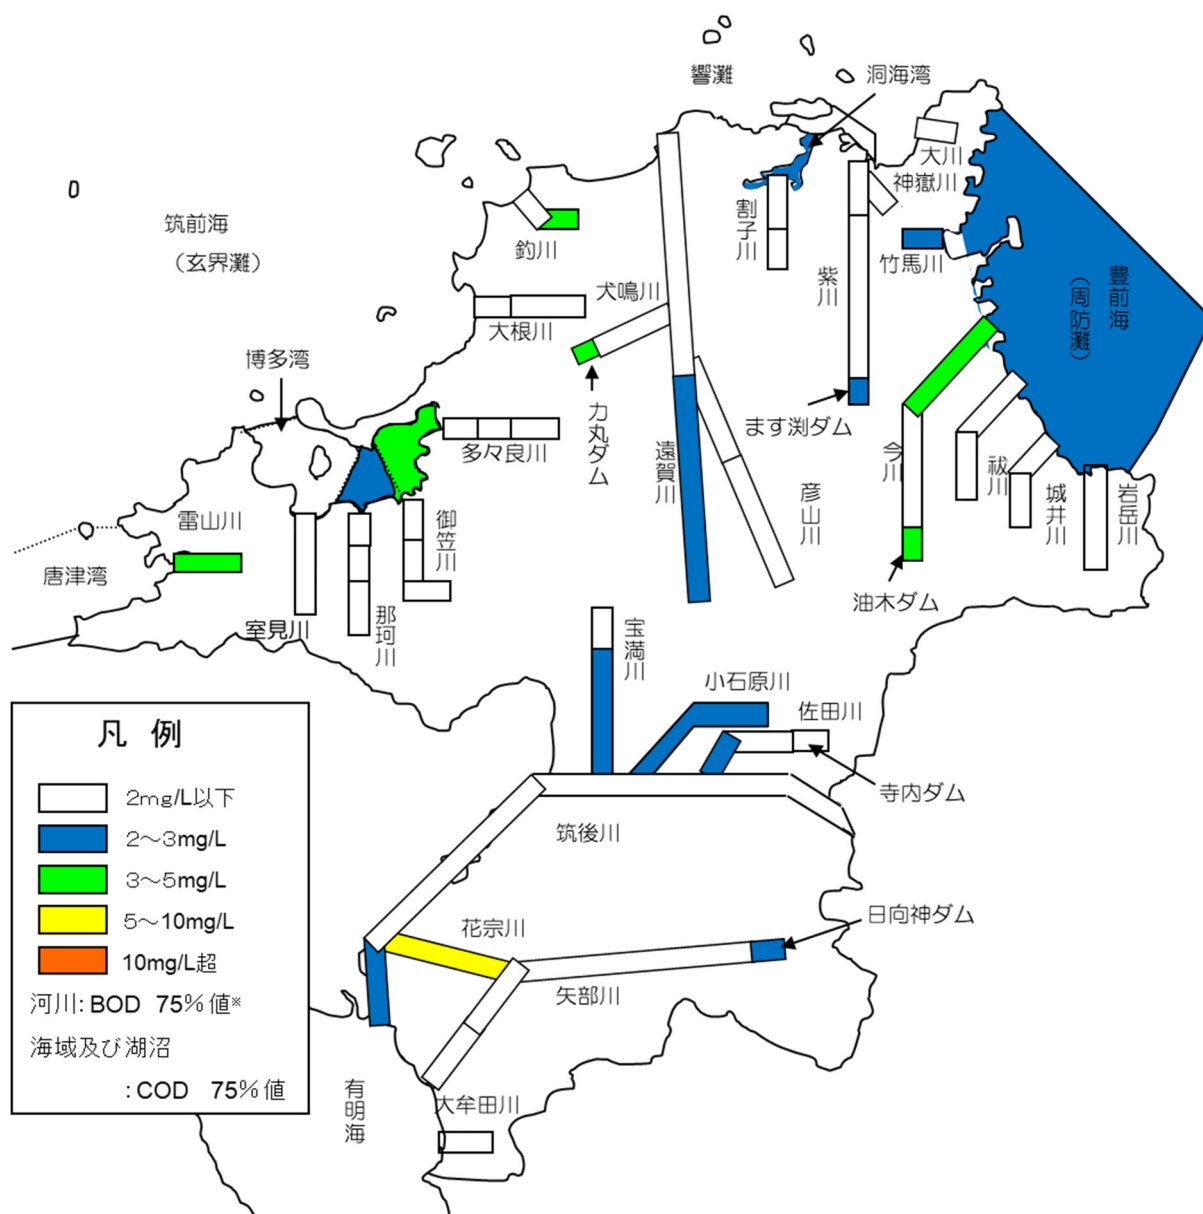 響灘
洞海湾
大川
神嶽川
筑前海
（玄界灘）
釣川
割子川
紫川
竹馬川
豊前海
（周防灘）
犬鳴川
大根川
博多湾
力丸ダム
ます渕ダム
多々良川
遠賀川
今川
祓川
城井川
岩岳川
彦山川
雷山川
御笠川
唐津湾
油木ダム
室見川
那珂川
宝満川
小石原川
佐田川
寺内ダム
筑後川
凡 例
2mg/L以下
2～3mg/L
3～5mg/L
5～10mg/L
10mg/L超
河川：BOD 75％値※
海域及び湖沼
：COD 75％値
花宗川
日向神ダム
矢部川
有明海
大牟田川